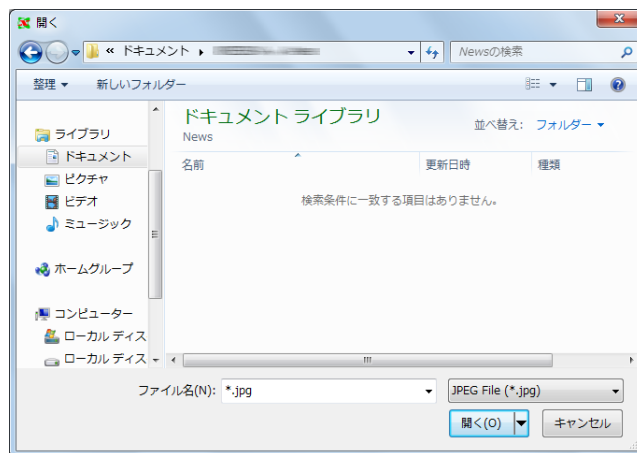 開く
« ドキュメント
Newsの検索
整理 新しいフォルダー
ドキュメント ライブラリ
News
並べ替え: フォルダー
名前 更新日時 種類
検索条件に一致する項目はありません。
ライブラリ
ドキュメント
ピクチャ
ビデオ
ミュージック
ホームグループ
コンピューター
ローカル ディス
ローカル ディス
ファイル名(N): *.jpg JPEG File (*.jpg)
開く(O) キャンセル